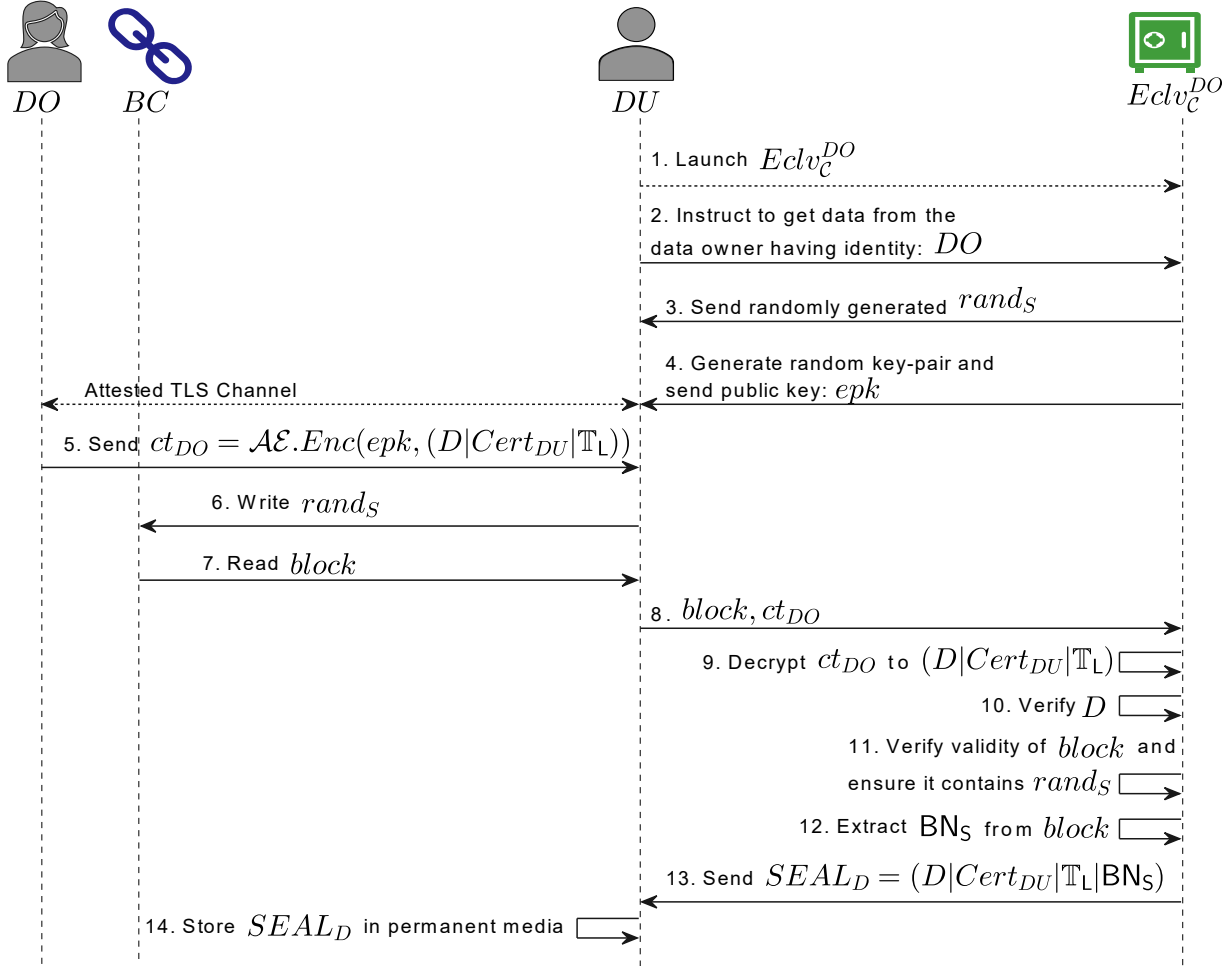 DO BC DU Eclv_C^DO
1. Launch Eclv_C^DO
2. Instruct to get data from the
data owner having identity: DO
3. Send randomly generated rand_S
4. Generate random key-pair and
send public key: epk
Attested TLS Channel
5. Send ct_DO = 𝒜ℰ.Enc(epk, (D|Cert_DU|𝕋_L))
6. Write rand_S
7. Read block
8. block, ct_DO
9. Decrypt ct_DO to (D|Cert_DU|𝕋_L)
10. Verify D
11. Verify validity of block and
ensure it contains rand_S
12. Extract BN_S from block
13. Send SEAL_D = (D|Cert_DU|𝕋_L|BN_S)
14. Store SEAL_D in permanent media